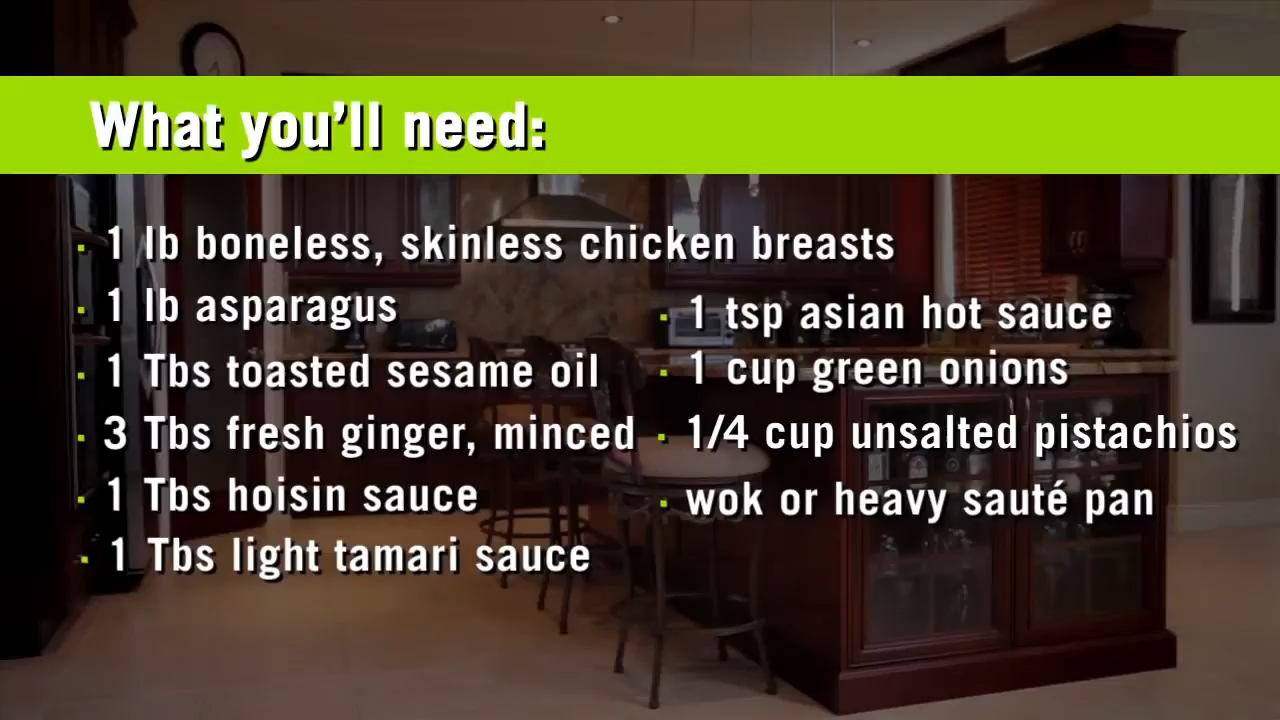 What you'll need:
1 lb boneless, skinless chicken breasts
1 lb asparagus
1 Tbs toasted sesame oil
3 Tbs fresh ginger, minced
1 Tbs hoisin sauce
1 Tbs light tamari sauce
1 tsp asian hot sauce
1 cup green onions
1/4 cup unsalted pistachios
wok or heavy sauté pan